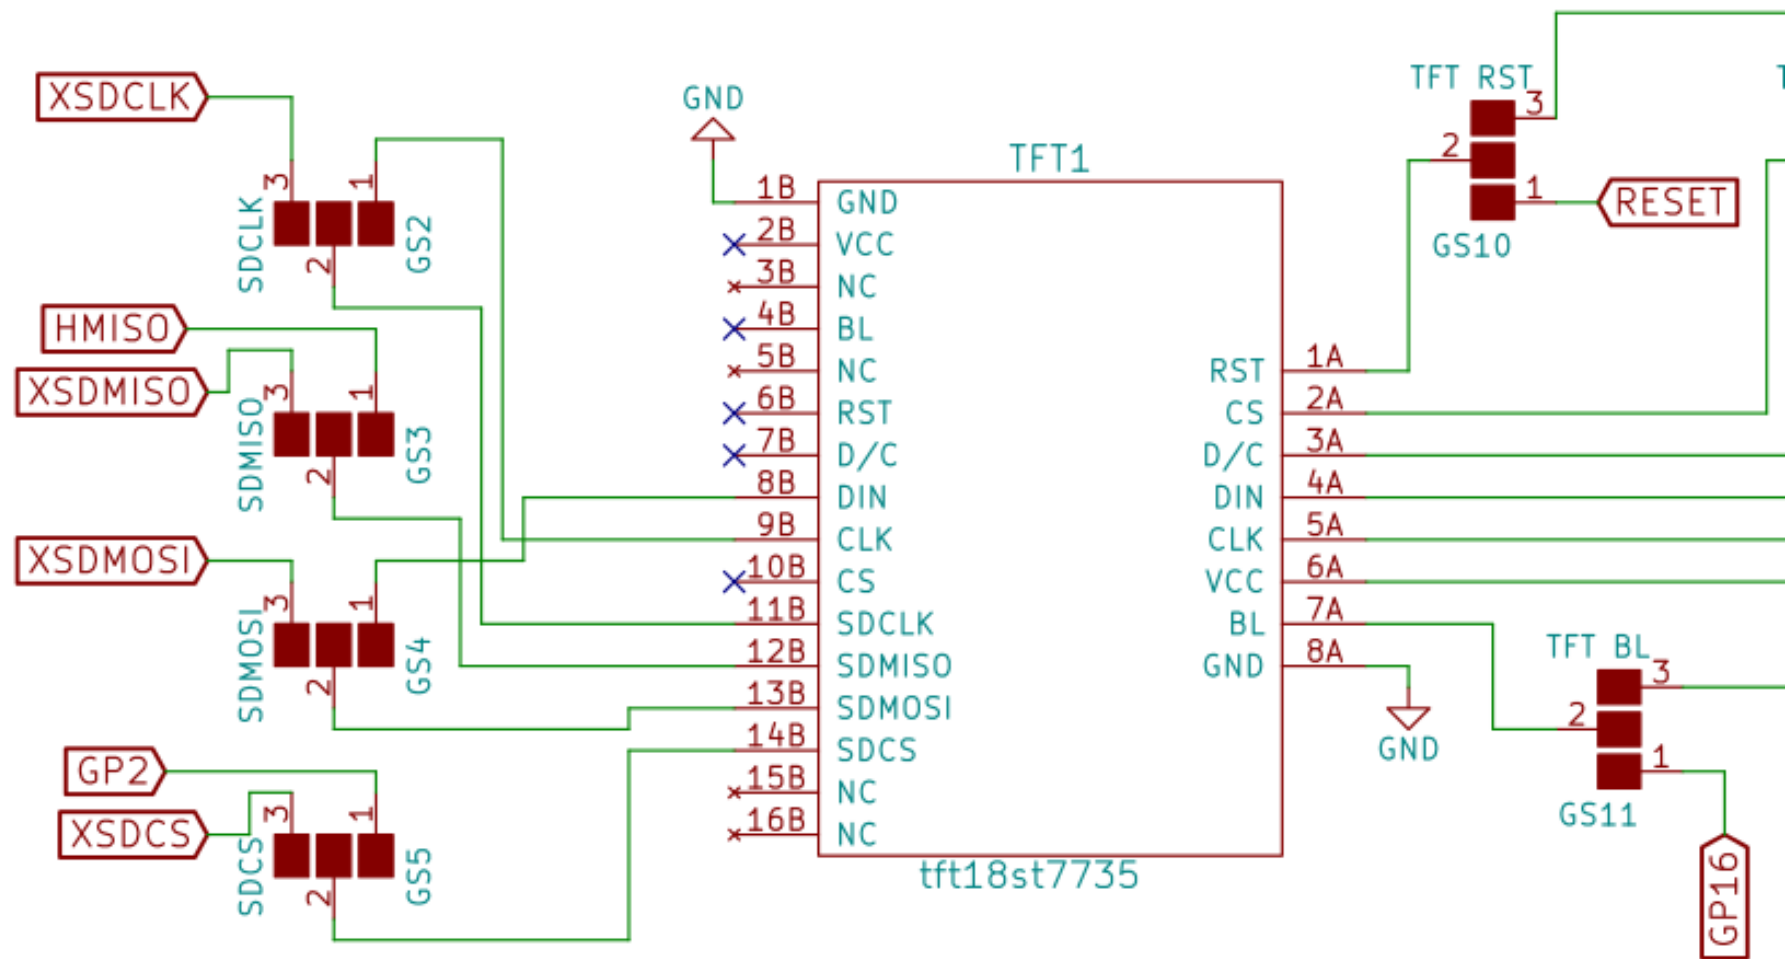 XSDCLK
3
1
2
SDCLK
GS2
HMISO
XSDMISO
3
1
2
SDMISO
GS3
XSDMOSI
3
1
2
SDMOSI
GS4
GP2
XSDCS
3
1
2
SDCS
GS5
GND
TFT1
1B GND
2B VCC
3B NC
4B BL
5B NC
6B RST
7B D/C
8B DIN
9B CLK
10B CS
11B SDCLK
12B SDMISO
13B SDMOSI
14B SDCS
15B NC
16B NC
RST 1A
CS 2A
D/C 3A
DIN 4A
CLK 5A
VCC 6A
BL 7A
GND 8A
tft18st7735
TFT RST
3
2
1
RESET
GS10
GND
TFT BL
3
2
1
GS11
GP16